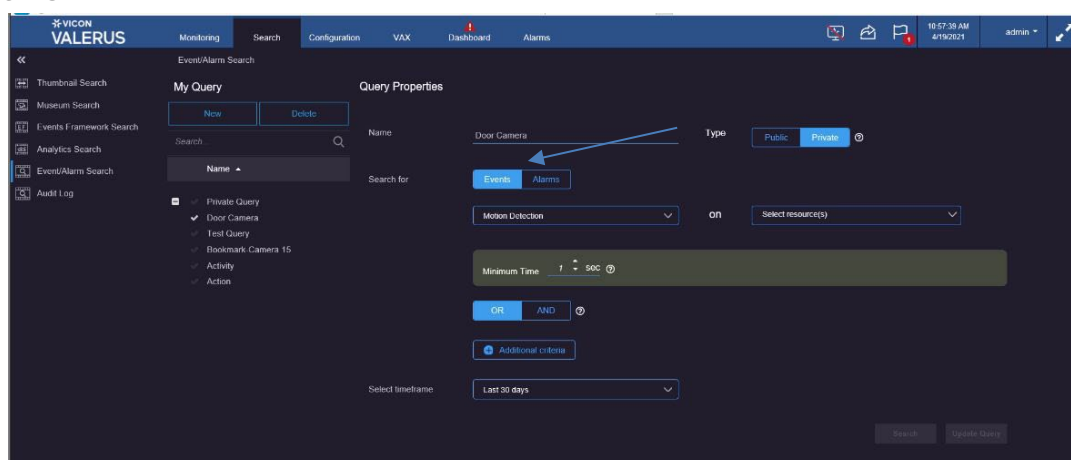 VICON
VALERUS
Monitoring Search Configuration VAX Dashboard Alarms
1
10:57:39 AM
4/19/2021
admin
Event/Alarm Search
Thumbnail Search
Museum Search
Events Framework Search
Analytics Search
Event/Alarm Search
Audit Log
My Query
New Delete
Search...
Name
Private Query
Door Camera
Test Query
Bookmark-Camera 15
Activity
Action
Query Properties
Name Door Camera Type Public Private
Search for Events Alarms
Motion Detection on Select resource(s)
Minimum Time 1 sec
OR AND
Additional criteria
Select timeframe Last 30 days
Search Update Query